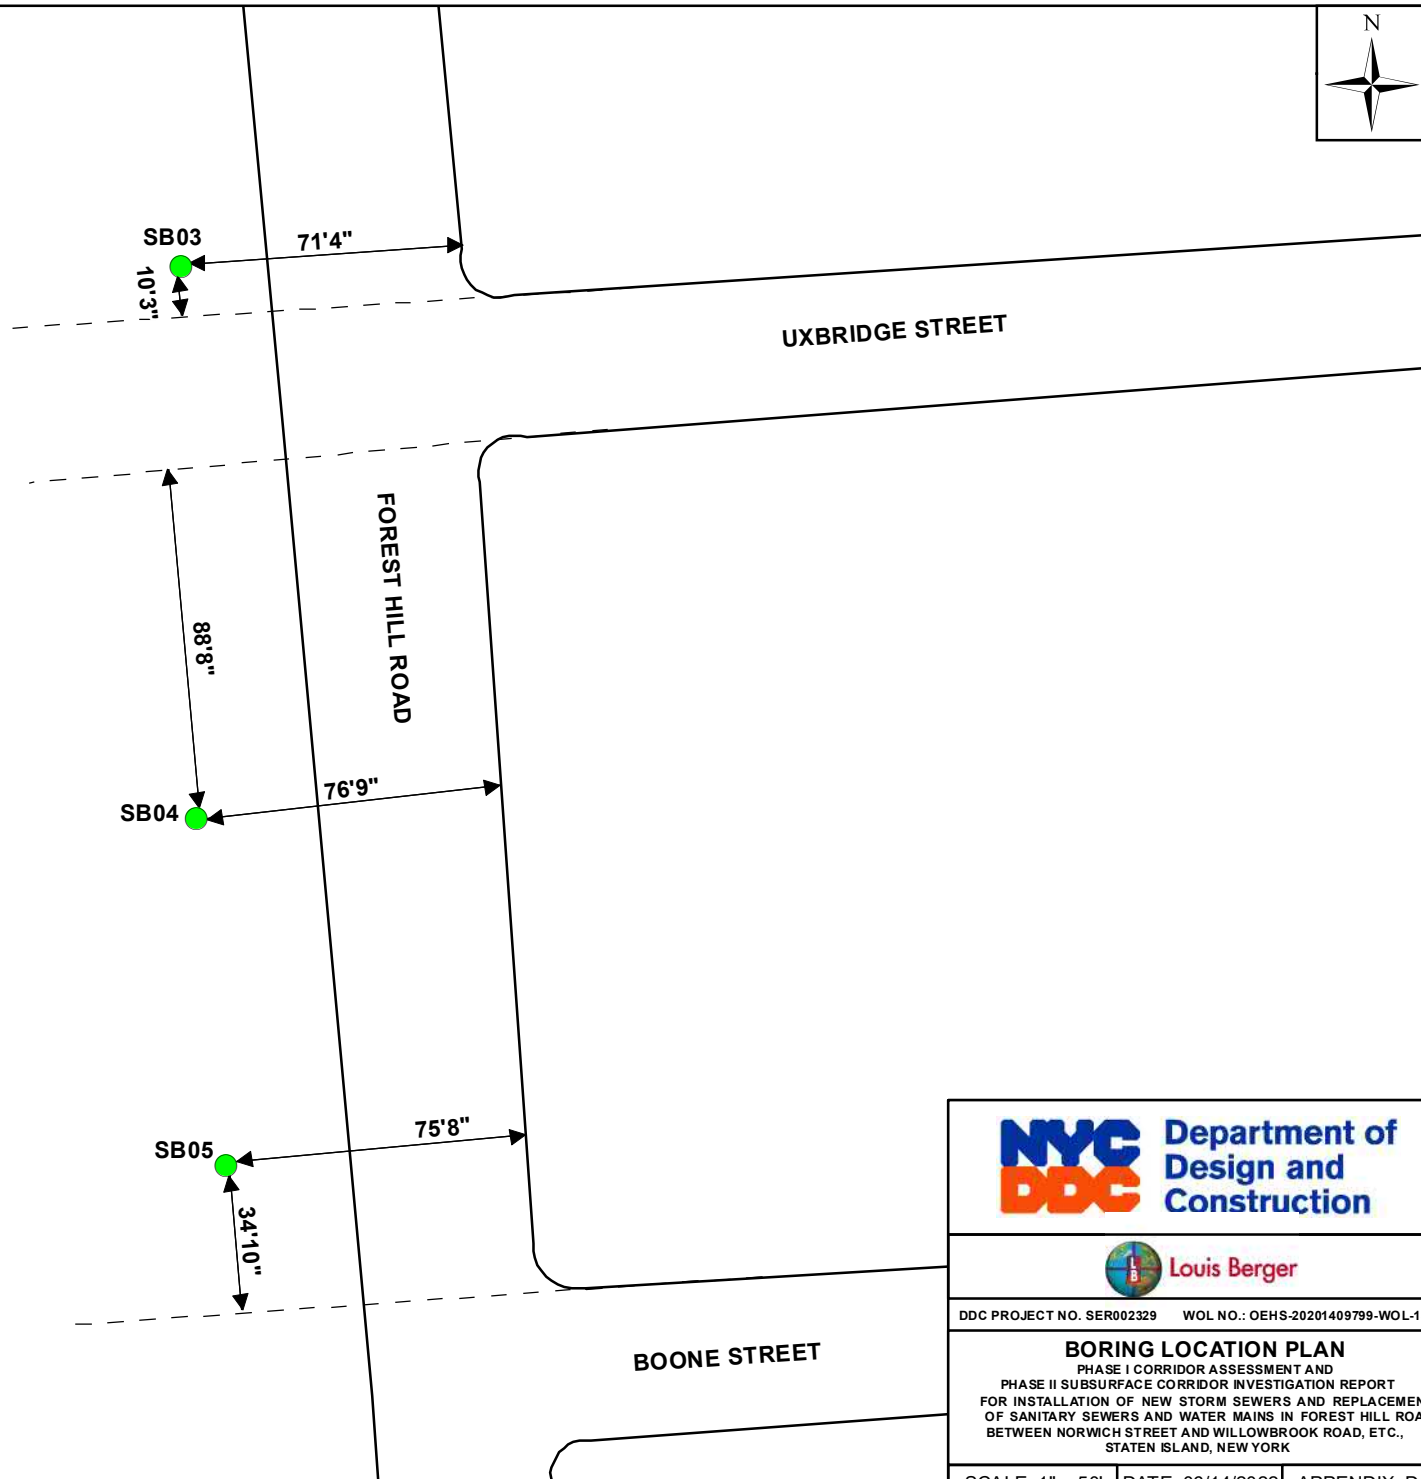 N
SB03
71'4"
10'3"
UXBRIDGE STREET
FOREST HILL ROAD
88'8"
76'9"
SB04
75'8"
SB05
34'10"
BOONE STREET
NYC
DDC
Department of
Design and
Construction
LB
Louis Berger
DDC PROJECT NO. SER002329 WOL NO.: OEHS-20201409799-WOL-1
BORING LOCATION PLAN
PHASE I CORRIDOR ASSESSMENT AND
PHASE II SUBSURFACE CORRIDOR INVESTIGATION REPORT
FOR INSTALLATION OF NEW STORM SEWERS AND REPLACEMEN
OF SANITARY SEWERS AND WATER MAINS IN FOREST HILL ROA
BETWEEN NORWICH STREET AND WILLOWBROOK ROAD, ETC.,
STATEN ISLAND, NEW YORK